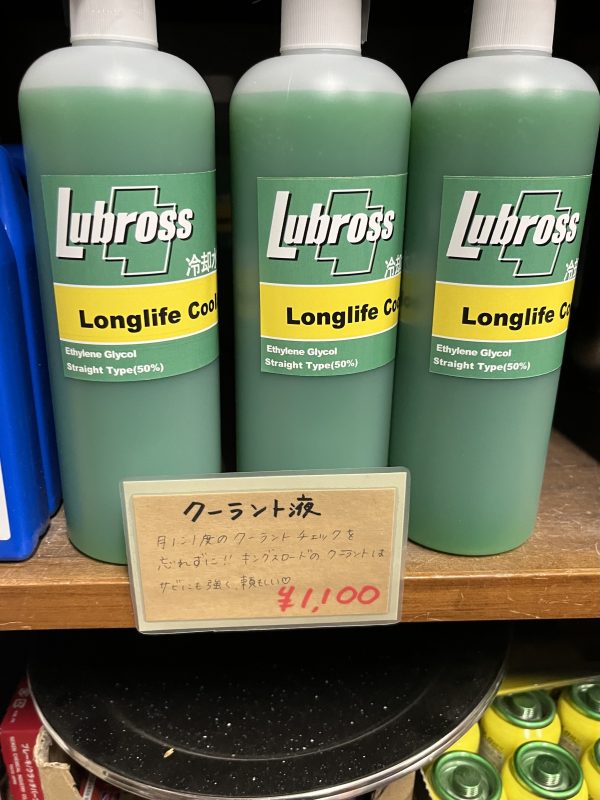 Lubross
冷却水
Longlife Cool
Ethylene Glycol
Straight Type(50%)
Lubross
冷却
Longlife Co
Ethylene Glycol
Straight Type(50%)
Lubross
冷
Longlife Co
Ethylene Glycol
Straight Type(50%)
クーラント液
月に1度のクーラントチェックを
忘れずに!! キングスロードのクーラントは
サビにも強く、頼もしい♡
¥1,100